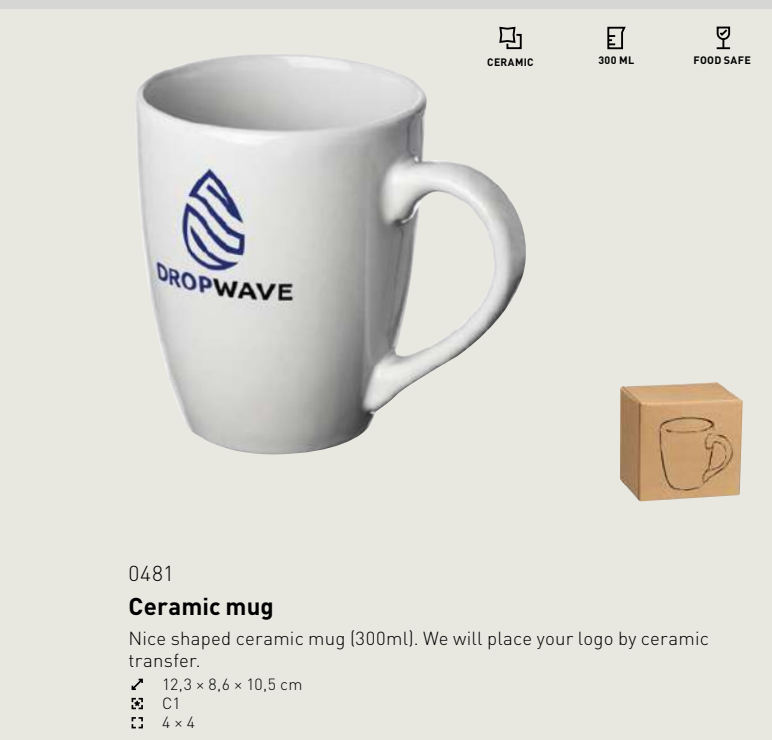 CERAMIC
300 ML
FOOD SAFE
DROPWAVE
0481
Ceramic mug
Nice shaped ceramic mug (300ml). We will place your logo by ceramic
transfer.
12,3 × 8,6 × 10,5 cm
C1
4 × 4